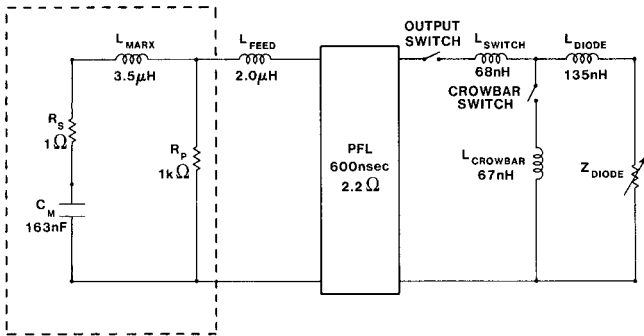 L MARX
3.5μH
L FEED
2.0μH
OUTPUT
SWITCH
L SWITCH
68nH
L DIODE
135nH
CROWBAR
SWITCH
R S
1Ω
R P
1kΩ
PFL
600nsec
2.2 Ω
L CROWBAR
67nH
Z DIODE
C M
163nF